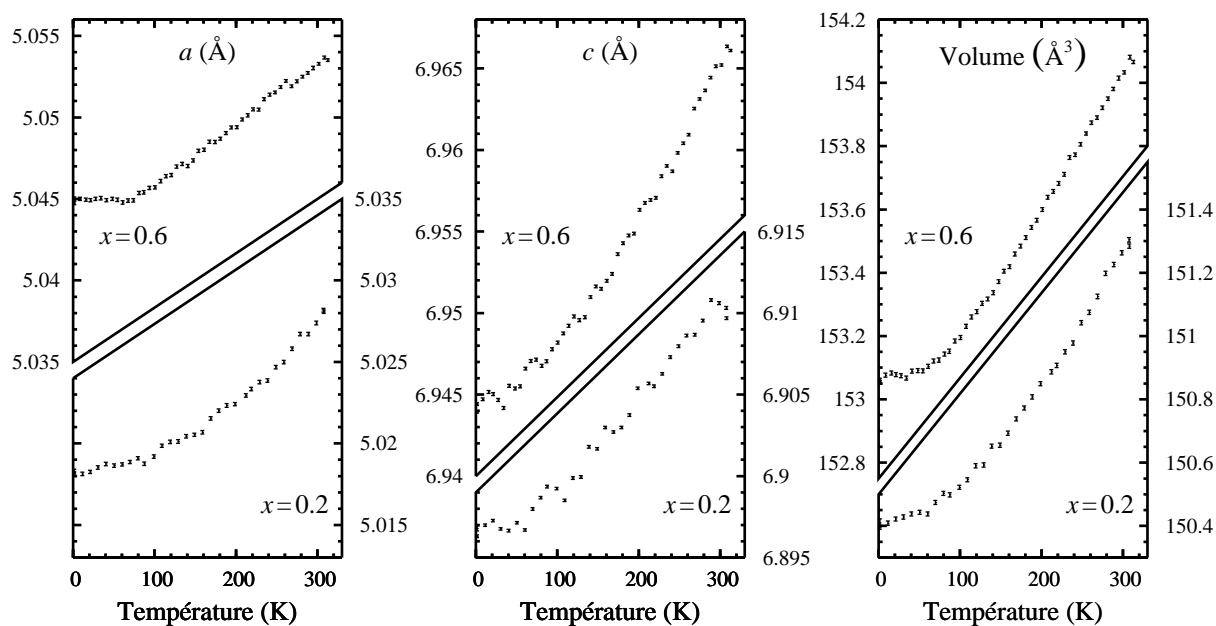 a (Å)
5.055
5.05
5.045
5.04
5.035
5.035
5.03
5.025
5.02
5.015
x=0.6
x=0.2
0 100 200 300
Température (K)
c (Å)
6.965
6.96
6.955
6.95
6.945
6.94
6.915
6.91
6.905
6.9
6.895
x=0.6
x=0.2
0 100 200 300
Température (K)
Volume (Å³)
154.2
154
153.8
153.6
153.4
153.2
153
152.8
151.4
151.2
151
150.8
150.6
150.4
x=0.6
x=0.2
0 100 200 300
Température (K)